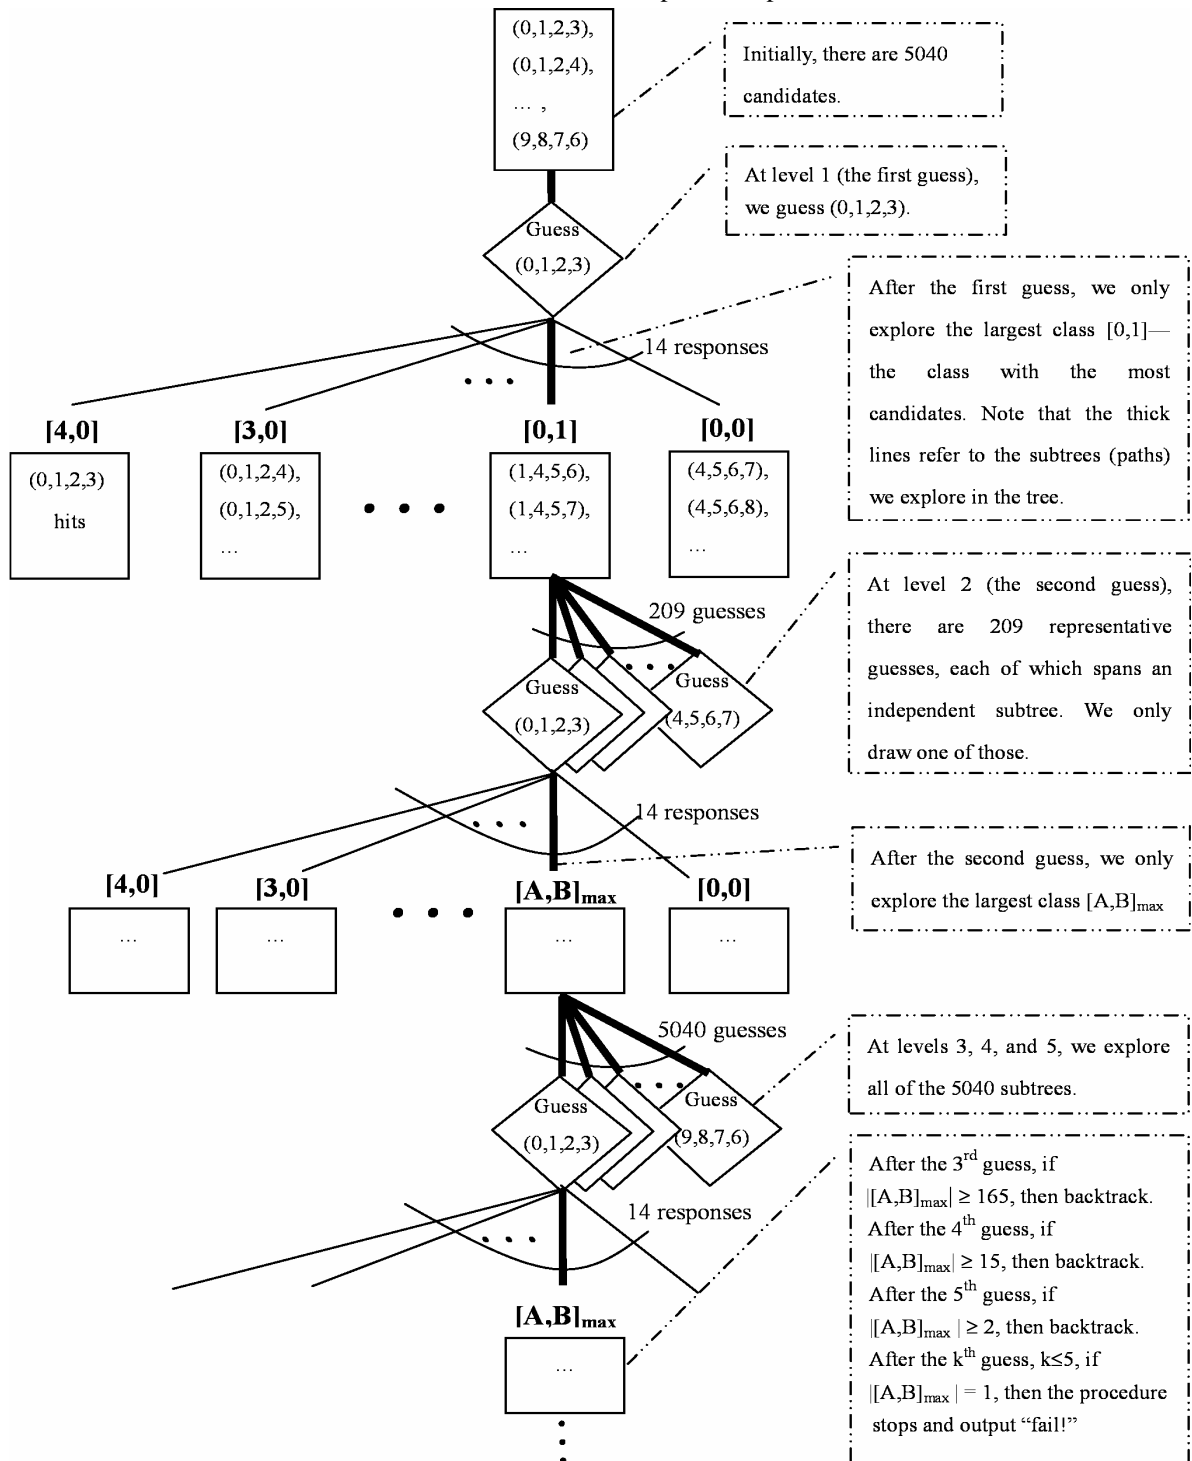 (0,1,2,3),
(0,1,2,4),
… ,
(9,8,7,6)
Initially, there are 5040
candidates.
At level 1 (the first guess),
we guess (0,1,2,3).
Guess
(0,1,2,3)
After the first guess, we only
explore the largest class [0,1]—
the class with the most
candidates. Note that the thick
lines refer to the subtrees (paths)
we explore in the tree.
14 responses
…
[4,0] [3,0] [0,1] [0,0]
(0,1,2,3)
hits
(0,1,2,4),
(0,1,2,5),
…
• • •
(1,4,5,6),
(1,4,5,7),
…
(4,5,6,7),
(4,5,6,8),
…
209 guesses
At level 2 (the second guess),
there are 209 representative
guesses, each of which spans an
independent subtree. We only
draw one of those.
Guess
(0,1,2,3)
…
Guess
(4,5,6,7)
14 responses
…
After the second guess, we only
explore the largest class [A,B]max
[4,0] [3,0] [A,B]max [0,0]
…
…
• • •
…
…
5040 guesses
At levels 3, 4, and 5, we explore
all of the 5040 subtrees.
Guess
(0,1,2,3)
…
Guess
(9,8,7,6)
14 responses
…
After the 3rd guess, if
|[A,B]max| ≥ 165, then backtrack.
After the 4th guess, if
|[A,B]max| ≥ 15, then backtrack.
After the 5th guess, if
|[A,B]max | ≥ 2, then backtrack.
After the kth guess, k≤5, if
|[A,B]max | = 1, then the procedure
stops and output “fail!”
[A,B]max
…